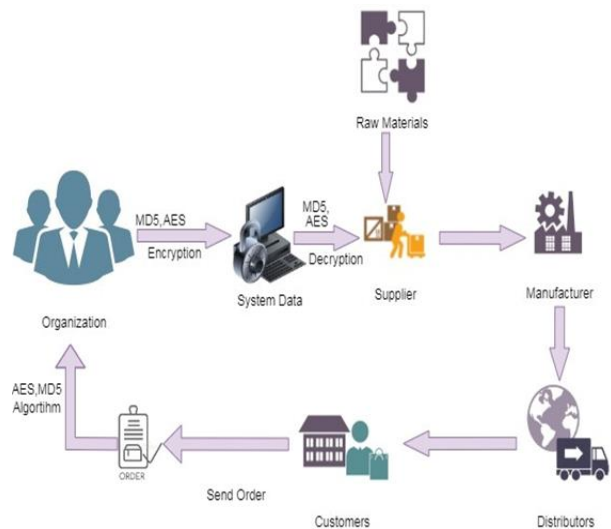 Raw Materials
MD5,AES
Encryption
MD5,
AES
Decryption
System Data
Supplier
Manufacturer
Organization
AES,MD5
Algortihm
ORDER
Send Order
Customers
Distributors